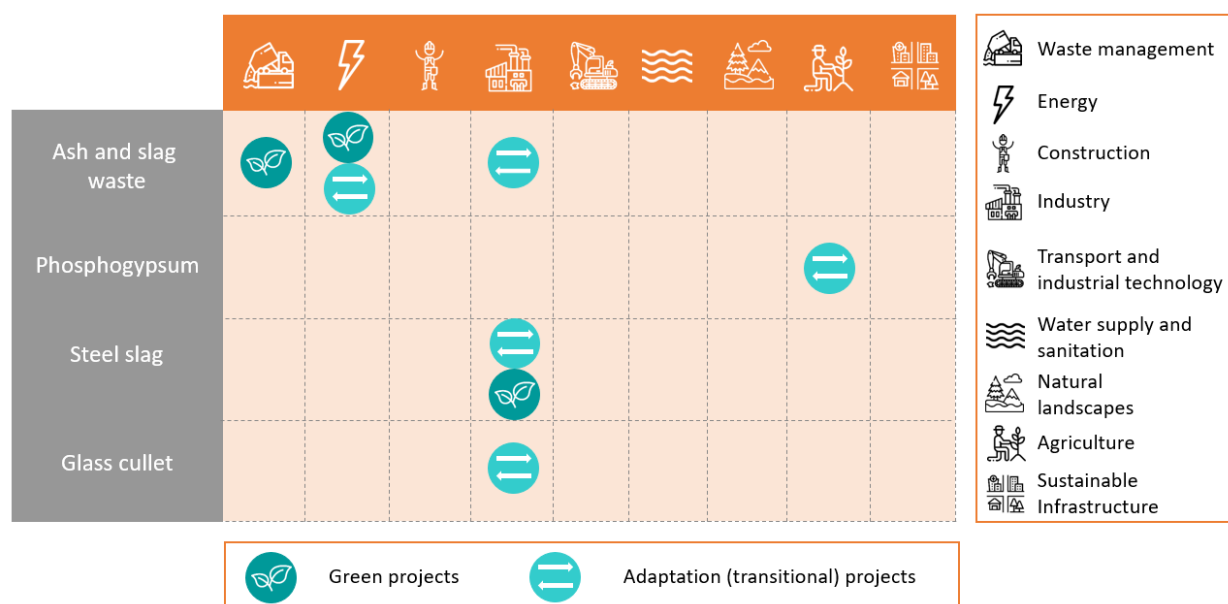 Ash and slag
waste
Phosphogypsum
Steel slag
Glass cullet
Waste management
Energy
Construction
Industry
Transport and
industrial technology
Water supply and
sanitation
Natural
landscapes
Agriculture
Sustainable
Infrastructure
Green projects
Adaptation (transitional) projects